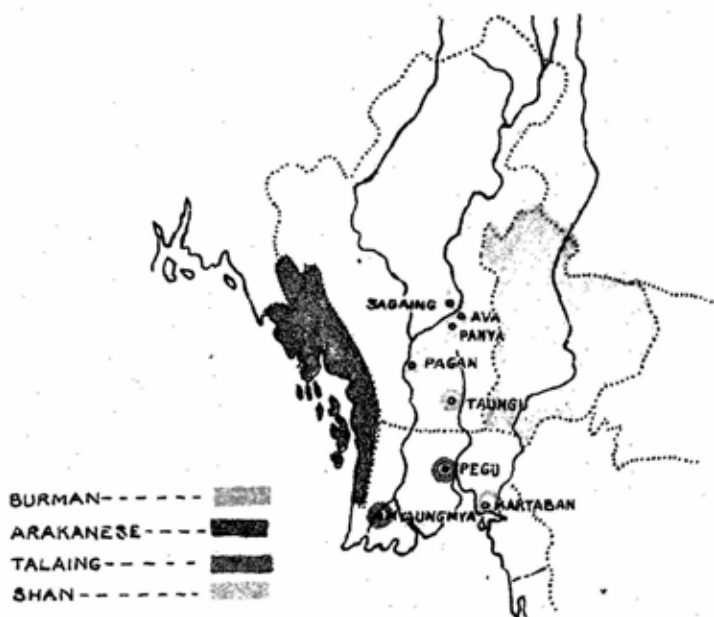 SAGAING
AVA
PANYA
PAGAN
TAUNGU
PEGU
MARTABAN
BURMAN
ARAKANESE
TALAING
SHAN